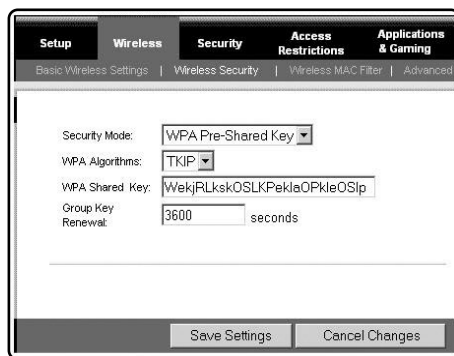 Setup Wireless Security Access Restrictions Applications & Gaming
Basic Wireless Settings | Wireless Security | Wireless MAC Filter | Advanced
Security Mode: WPA Pre-Shared Key
WPA Algorithms: TKIP
WPA Shared Key: WekjRLkskOSLKPeklaOPkleOSlp
Group Key Renewal: 3600 seconds
Save Settings Cancel Changes